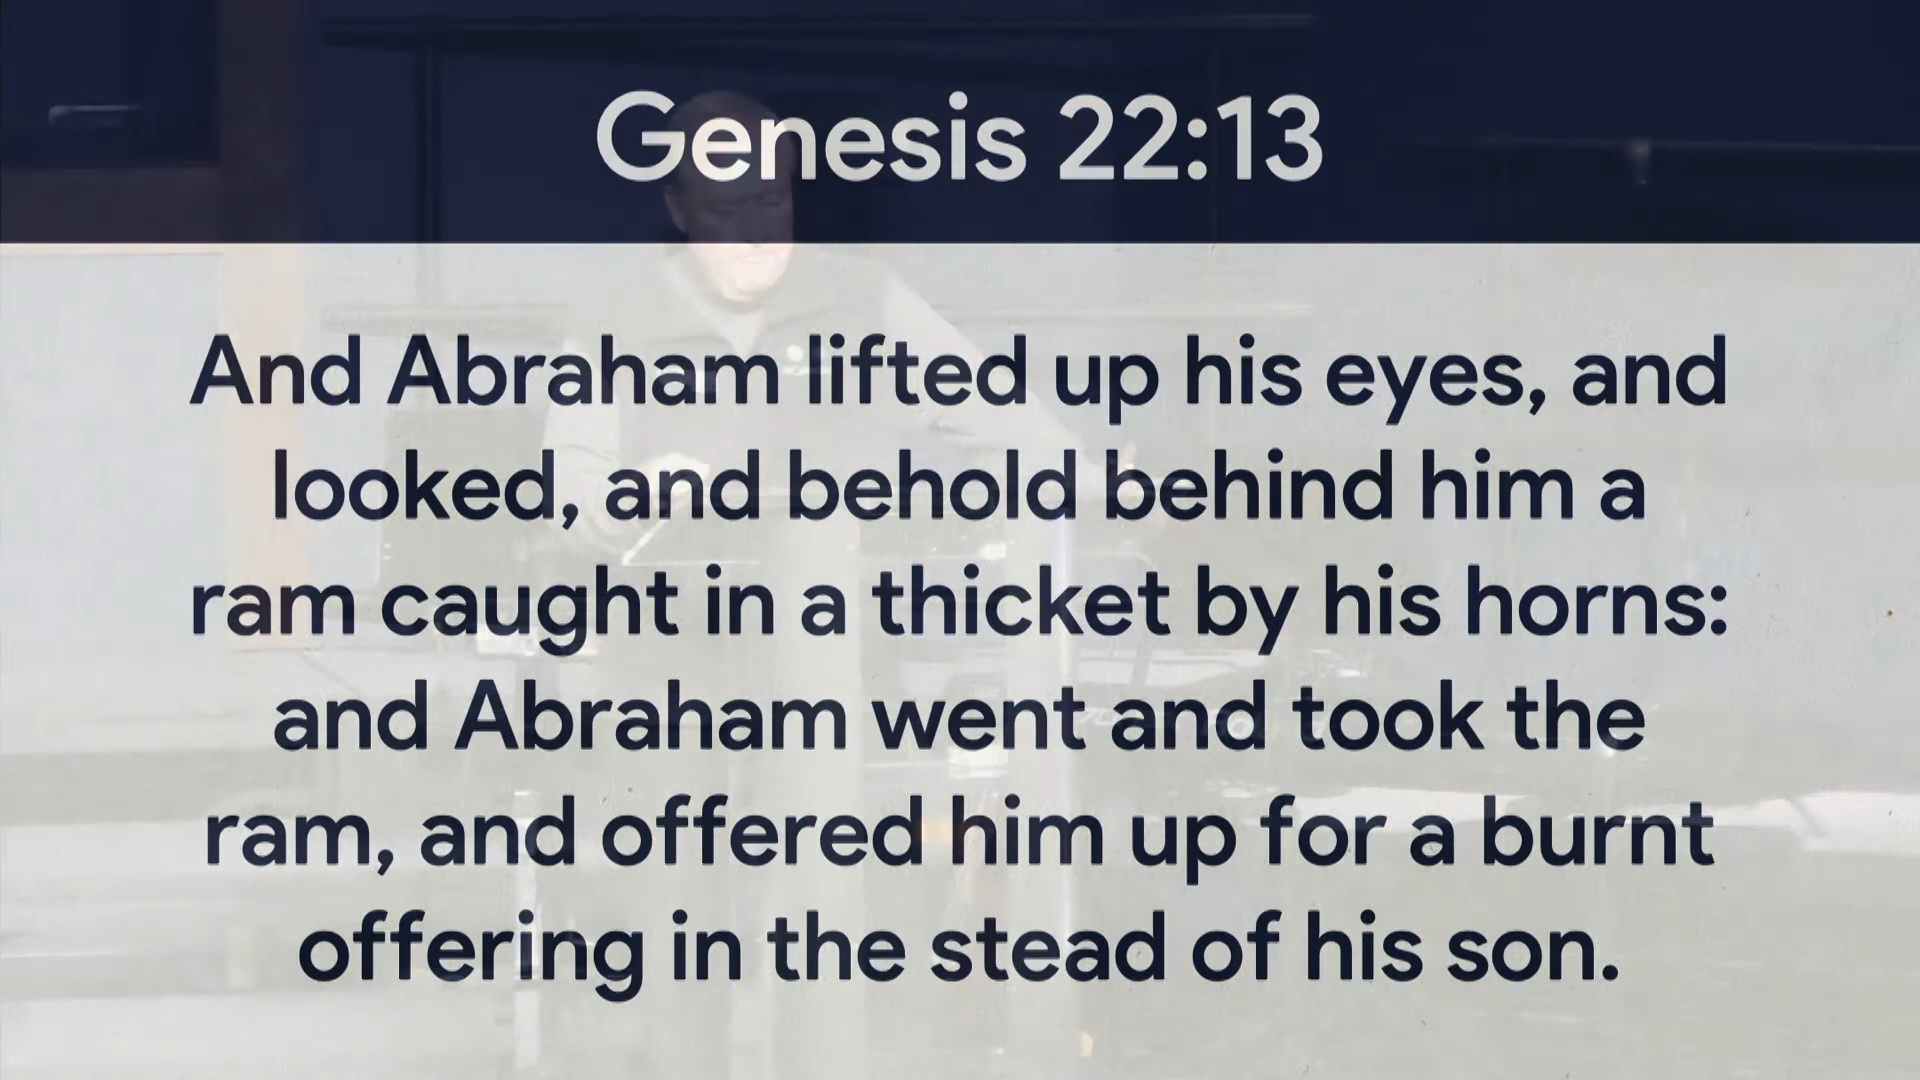 Genesis 22:13
And Abraham lifted up his eyes, and
looked, and behold behind him a
ram caught in a thicket by his horns:
and Abraham went and took the
ram, and offered him up for a burnt
offering in the stead of his son.